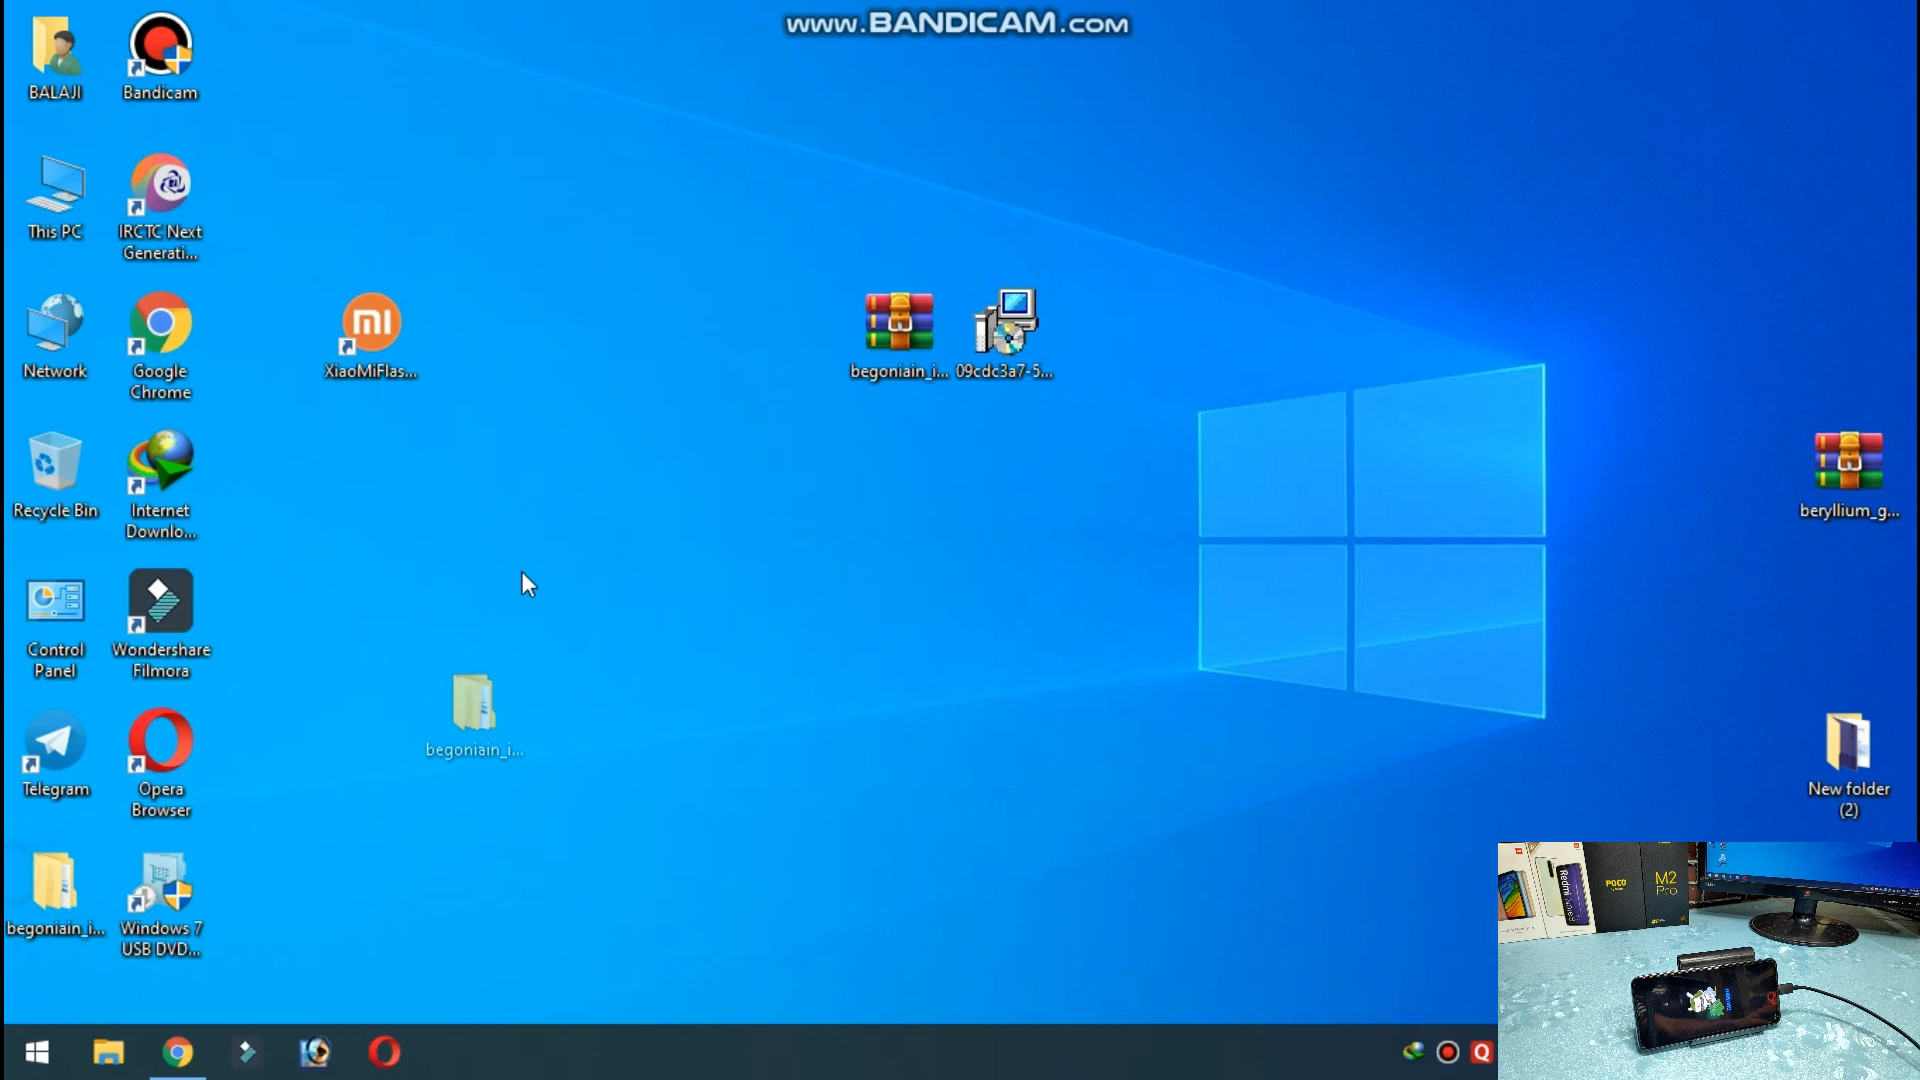 www.BANDICAM.com
BALAJI
Bandicam
This PC
IRCTC Next
Generati...
Network
Google
Chrome
XiaoMiFlas...
begoniain_i...
09cdc3a7-5...
Recycle Bin
Internet
Downlo...
beryllium_g...
Control
Panel
Wondershare
Filmora
begoniain_i...
Telegram
Opera
Browser
New folder
(2)
begoniain_i...
Windows 7
USB DVD...
POCO
M2
Pro
Redmi Note